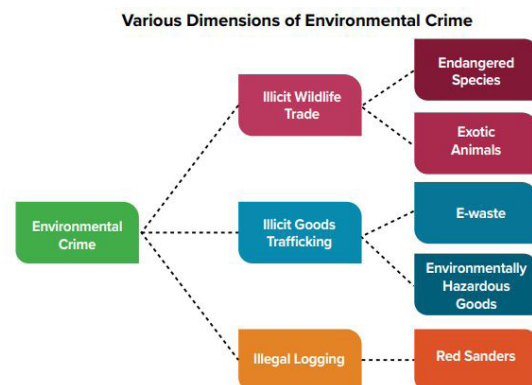 Various Dimensions of Environmental Crime
Endangered
Species
Illicit Wildlife
Trade
Exotic
Animals
Environmental
Crime
Illicit Goods
Trafficking
E-waste
Environmentally
Hazardous
Goods
Illegal Logging
Red Sanders